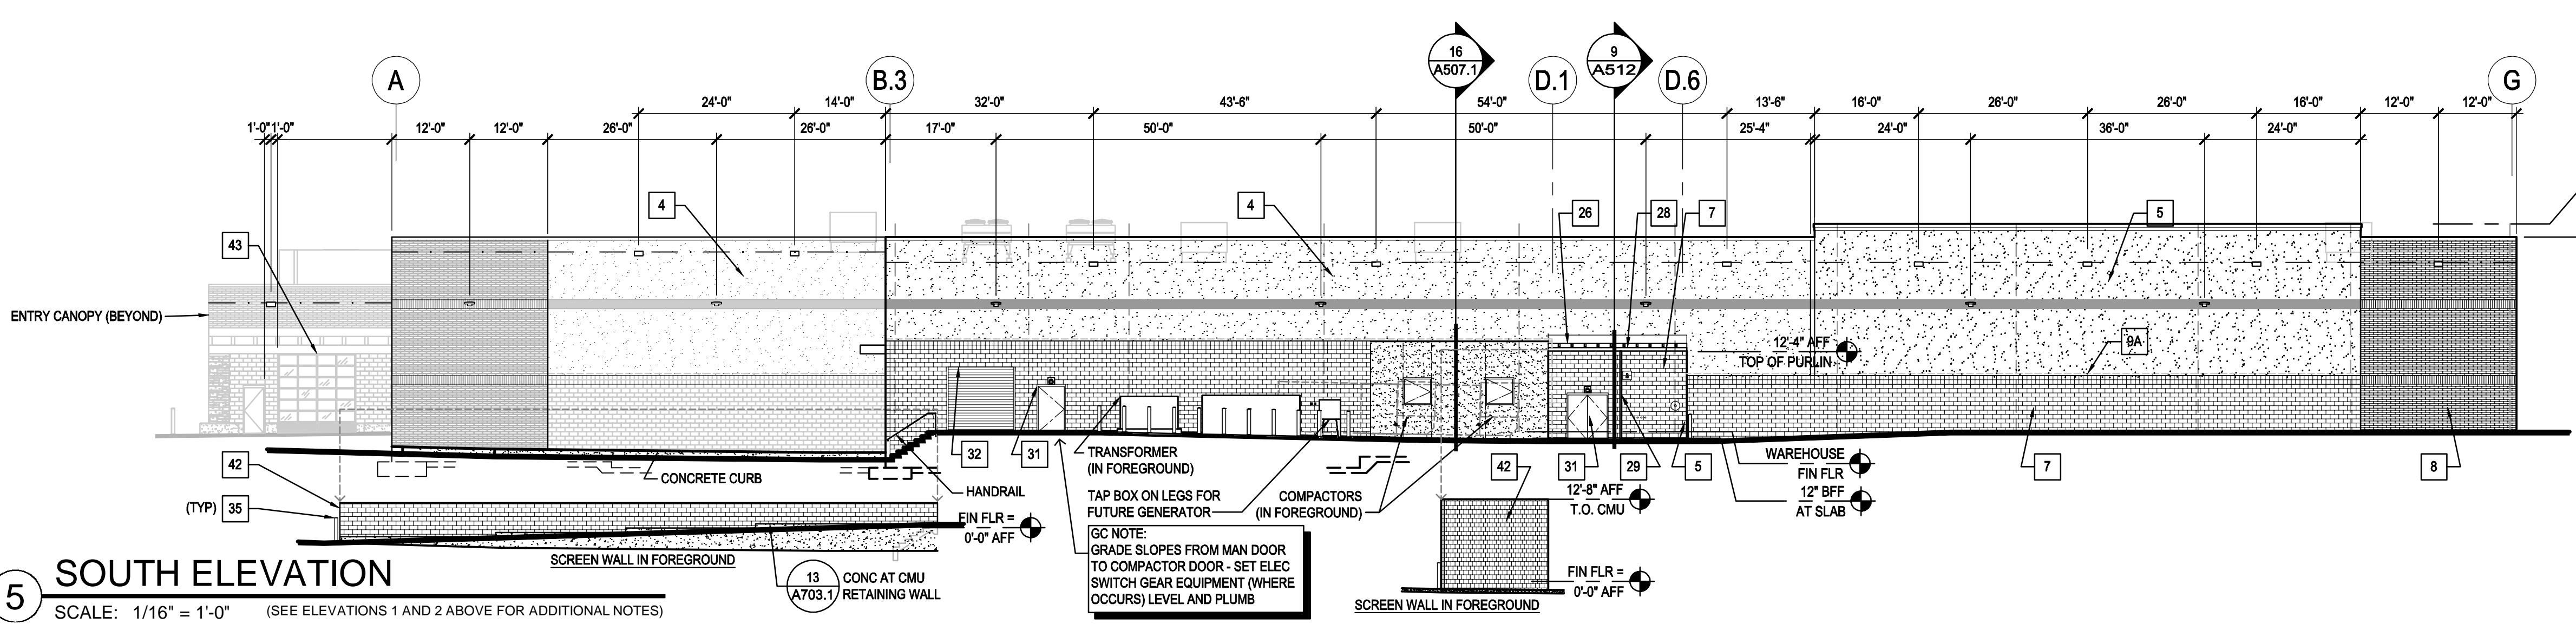 16
A507.1
9
A512
A
B.3
D.1
D.6
G
24'-0"
14'-0"
32'-0"
43'-6"
54'-0"
13'-6"
16'-0"
26'-0"
26'-0"
16'-0"
12'-0"
12'-0"
1'-0"
1'-0"
12'-0"
12'-0"
26'-0"
26'-0"
17'-0"
50'-0"
50'-0"
25'-4"
24'-0"
36'-0"
24'-0"
4
4
26
28
7
5
43
ENTRY CANOPY (BEYOND)
12'-4" AFF
TOP OF PURLIN
9A
42
(TYP) 35
CONCRETE CURB
HANDRAIL
32
31
TRANSFORMER
(IN FOREGROUND)
TAP BOX ON LEGS FOR
FUTURE GENERATOR
COMPACTORS
(IN FOREGROUND)
42
31
29
5
WAREHOUSE
FIN FLR
12" BFF
AT SLAB
7
8
12'-8" AFF
T.O. CMU
FIN FLR =
0'-0" AFF
GC NOTE:
GRADE SLOPES FROM MAN DOOR
TO COMPACTOR DOOR - SET ELEC
SWITCH GEAR EQUIPMENT (WHERE
OCCURS) LEVEL AND PLUMB
SCREEN WALL IN FOREGROUND
13
A703.1
CONC AT CMU
RETAINING WALL
FIN FLR =
0'-0" AFF
SCREEN WALL IN FOREGROUND
5
SOUTH ELEVATION
SCALE: 1/16" = 1'-0" (SEE ELEVATIONS 1 AND 2 ABOVE FOR ADDITIONAL NOTES)